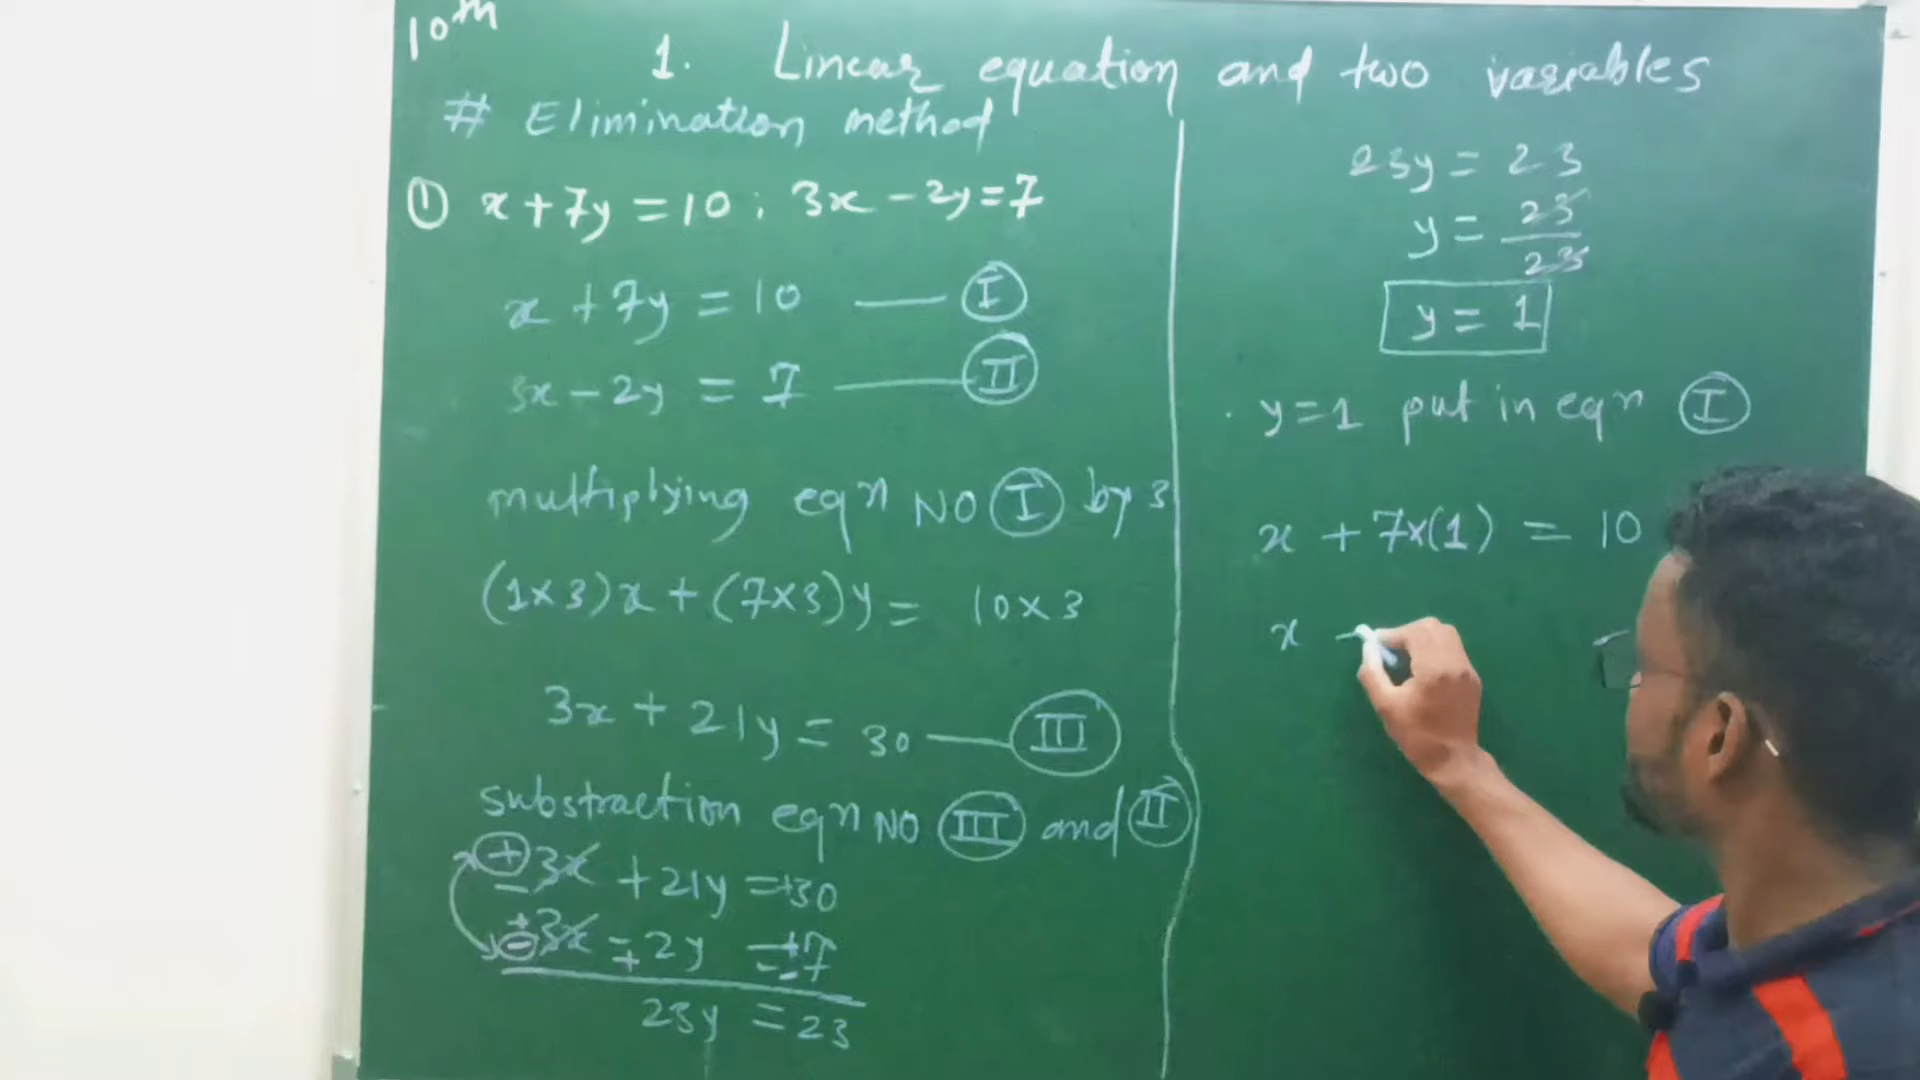 10th
1. Linear equation and two variables
# Elimination method
① x + 7y = 10 ; 3x - 2y = 7
x + 7y = 10 — Ⓘ
3x - 2y = 7 — Ⅱ
multiplying eqn NO Ⓘ by 3
(1×3)x + (7×3)y = 10×3
3x + 21y = 30 — Ⅲ
substraction eqn NO Ⅲ and Ⅱ
+ 3x + 21y = +30
-
+
- 3x - 2y = +7
+ -
23y = 23
23y = 23
y = 23/23
y = 1
y = 1 put in eqn Ⓘ
x + 7×(1) = 10
x